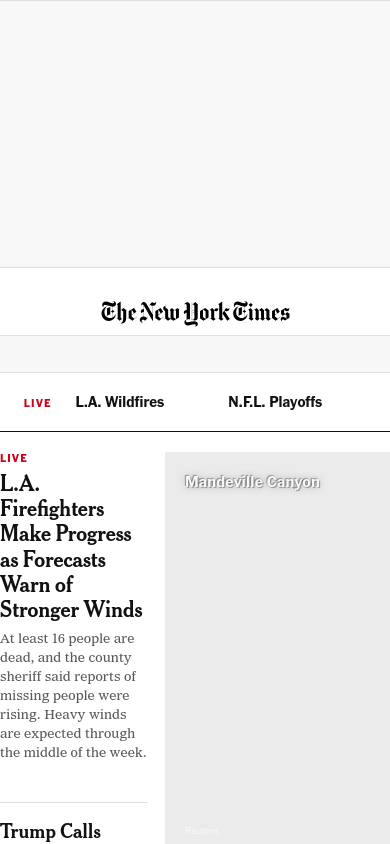 The New York Times
LIVE
L.A. Wildfires
N.F.L. Playoffs
LIVE
L.A.
Firefighters
Make Progress
as Forecasts
Warn of
Stronger Winds
At least 16 people are
dead, and the county
sheriff said reports of
missing people were
rising. Heavy winds
are expected through
the middle of the week.
Trump Calls
Mandeville Canyon
Reuters